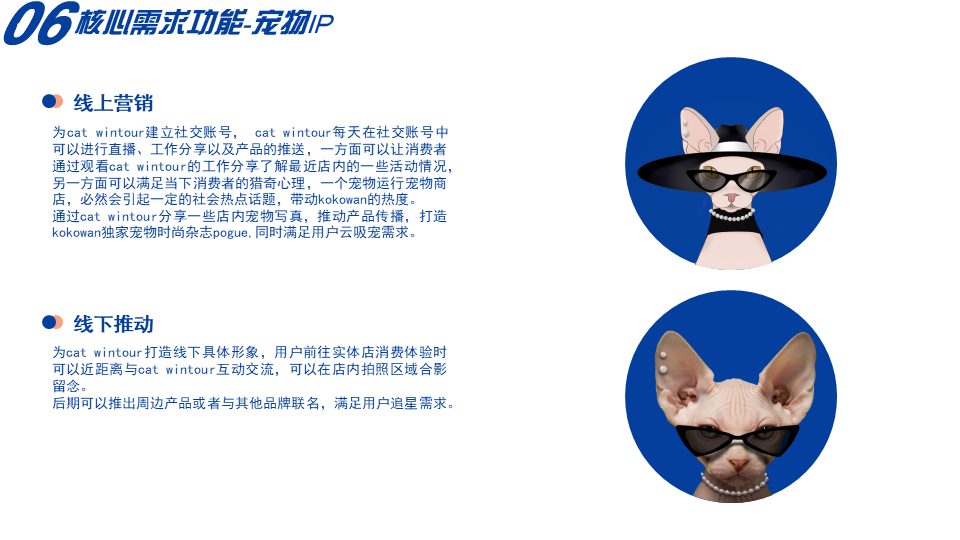 06核心需求功能-宠物IP
线上营销
为cat wintour建立社交账号， cat wintour每天在社交账号中
可以进行直播、工作分享以及产品的推送，一方面可以让消费者
通过观看cat wintour的工作分享了解最近店内的一些活动情况，
另一方面可以满足当下消费者的猎奇心理，一个宠物运行宠物商
店，必然会引起一定的社会热点话题，带动kokowan的热度。
通过cat wintour分享一些店内宠物写真，推动产品传播，打造
kokowan独家宠物时尚杂志pogue,同时满足用户云吸宠需求。
线下推动
为cat wintour打造线下具体形象，用户前往实体店消费体验时
可以近距离与cat wintour互动交流，可以在店内拍照区域合影
留念。
后期可以推出周边产品或者与其他品牌联名，满足用户追星需求。